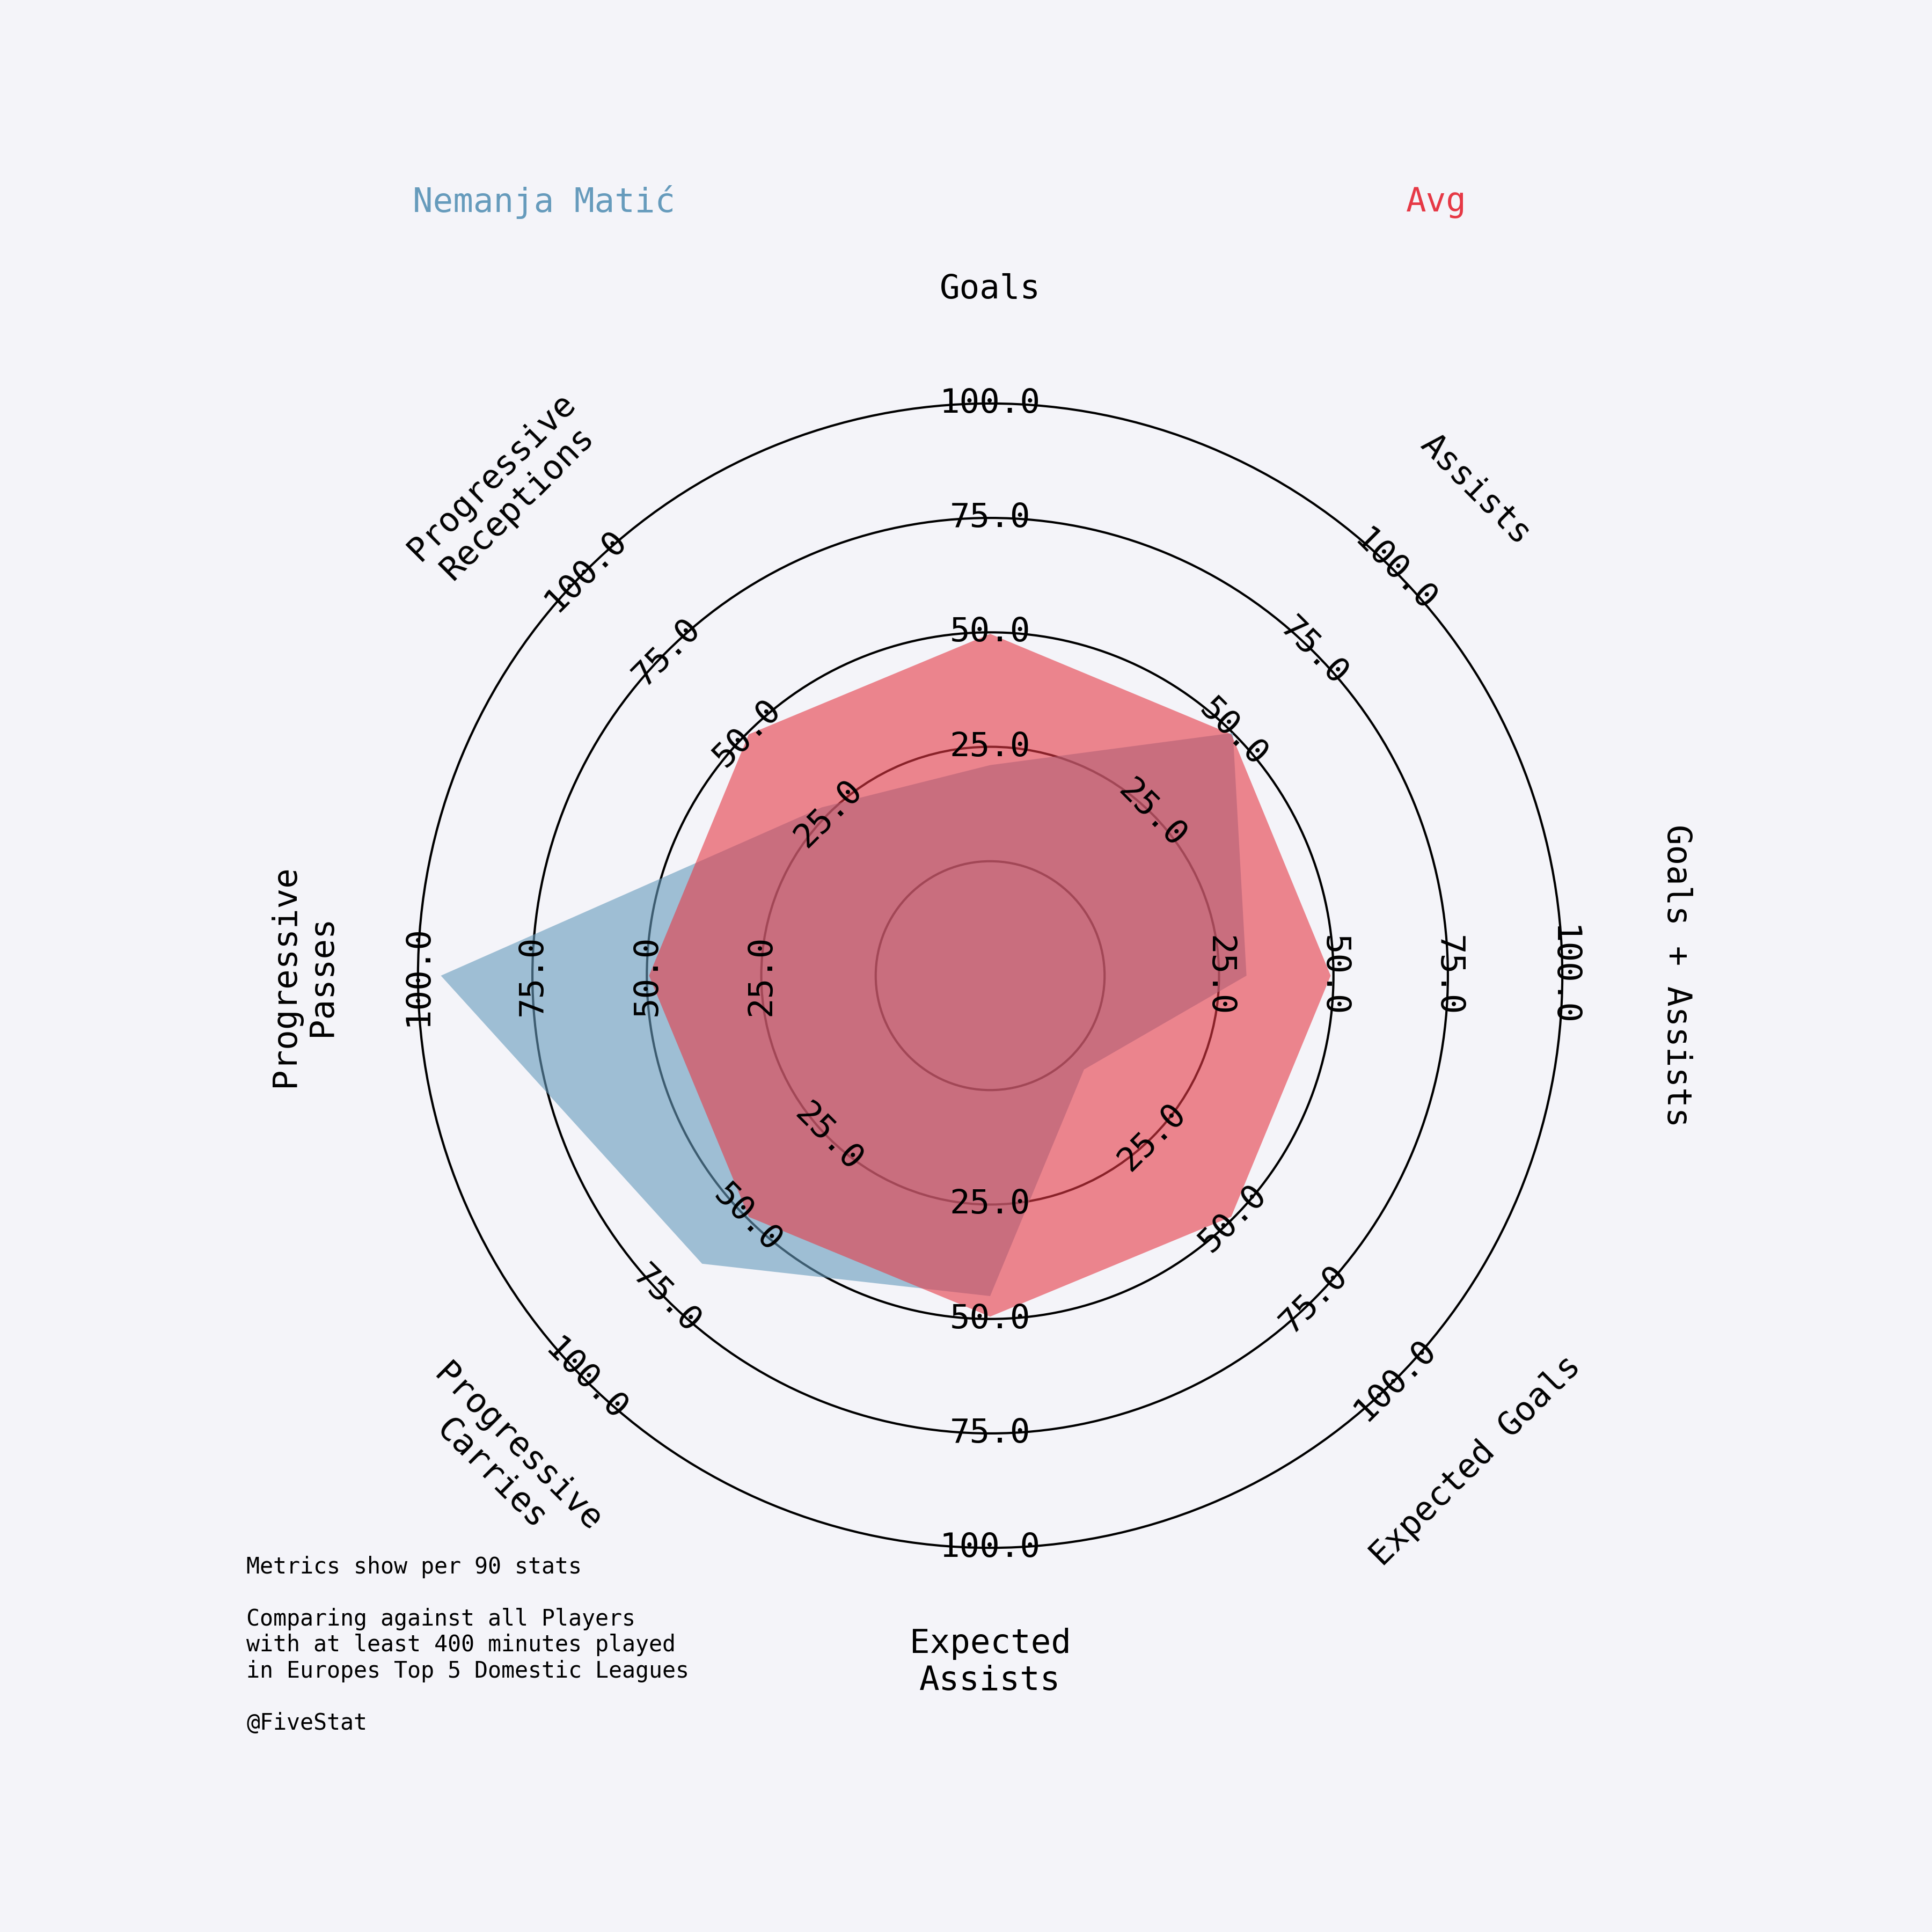 Nemanja Matić
Avg
Goals
Assists
Goals + Assists
Expected Goals
Expected
Assists
Progressive
Carries
Progressive
Passes
Progressive
Receptions
25.0
50.0
75.0
100.0
25.0
50.0
75.0
100.0
25.0
50.0
75.0
100.0
25.0
50.0
75.0
100.0
25.0
50.0
75.0
100.0
25.0
50.0
75.0
100.0
25.0
50.0
75.0
100.0
25.0
50.0
75.0
100.0
Metrics show per 90 stats
Comparing against all Players
with at least 400 minutes played
in Europes Top 5 Domestic Leagues
@FiveStat